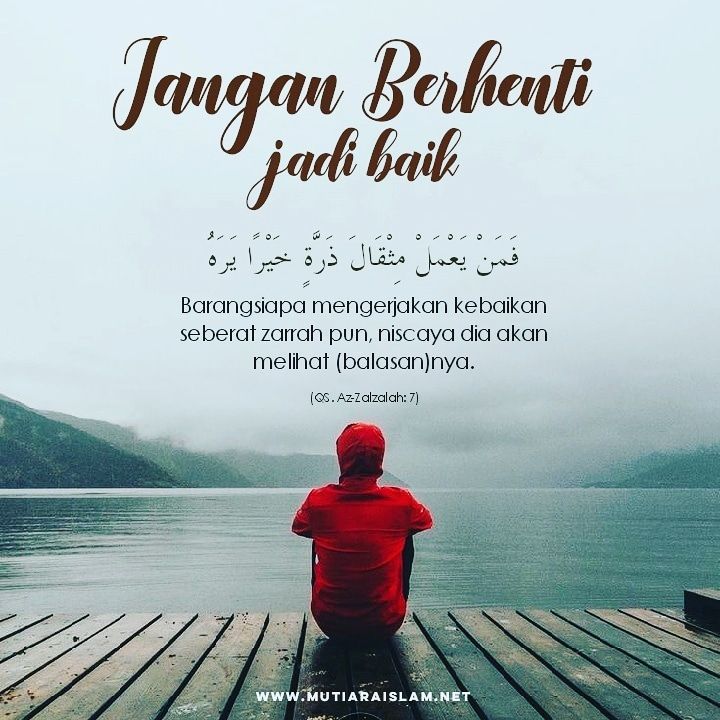 Jangan Berhenti
jadi baik
فَمَنْ يَعْمَلْ مِثْقَالَ ذَرَّةٍ خَيْرًا يَرَهُ
Barangsiapa mengerjakan kebaikan
seberat zarrah pun, niscaya dia akan
melihat (balasan)nya.
(QS. Az-Zalzalah: 7)
WWW.MUTIARAISLAM.NET